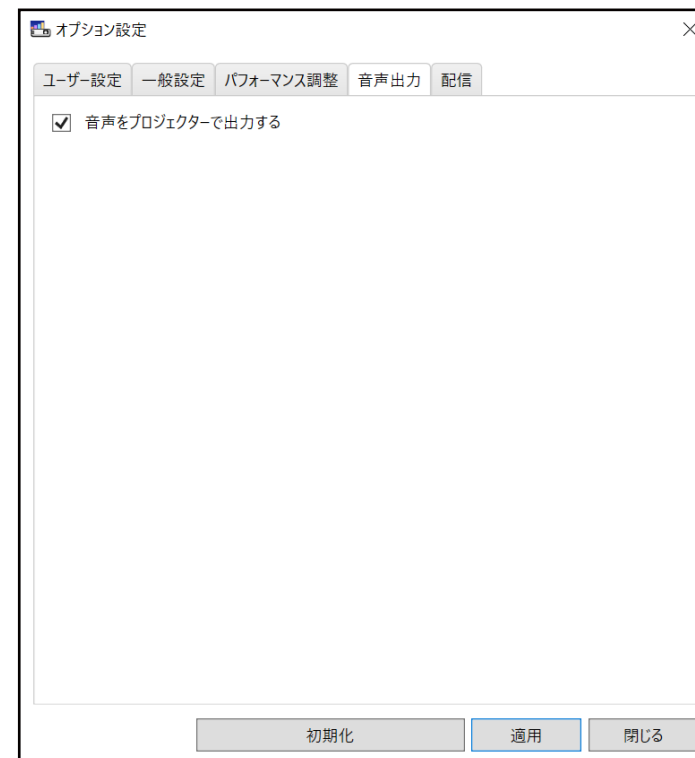 オプション設定
ユーザー設定 一般設定 パフォーマンス調整 音声出力 配信
音声をプロジェクターで出力する
初期化 適用 閉じる